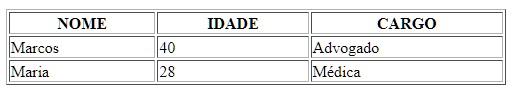 NOME IDADE CARGO
Marcos 40 Advogado
Maria 28 Médica